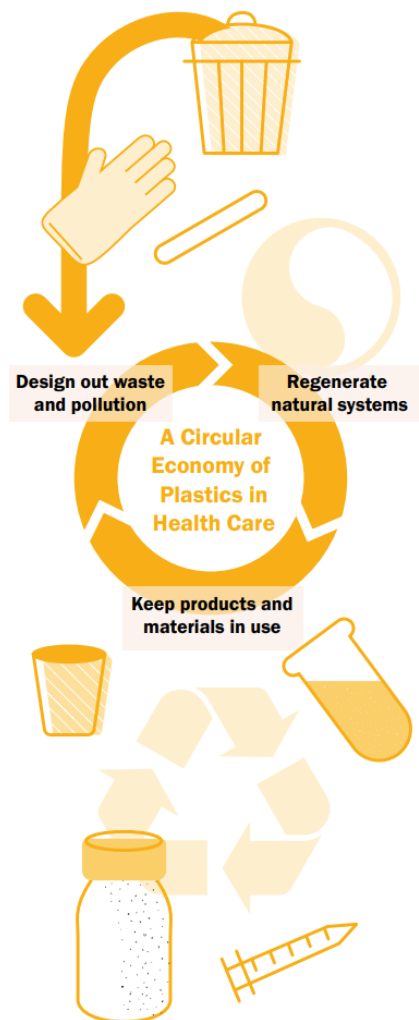 Design out waste
and pollution
Regenerate
natural systems
A Circular
Economy of
Plastics in
Health Care
Keep products and
materials in use